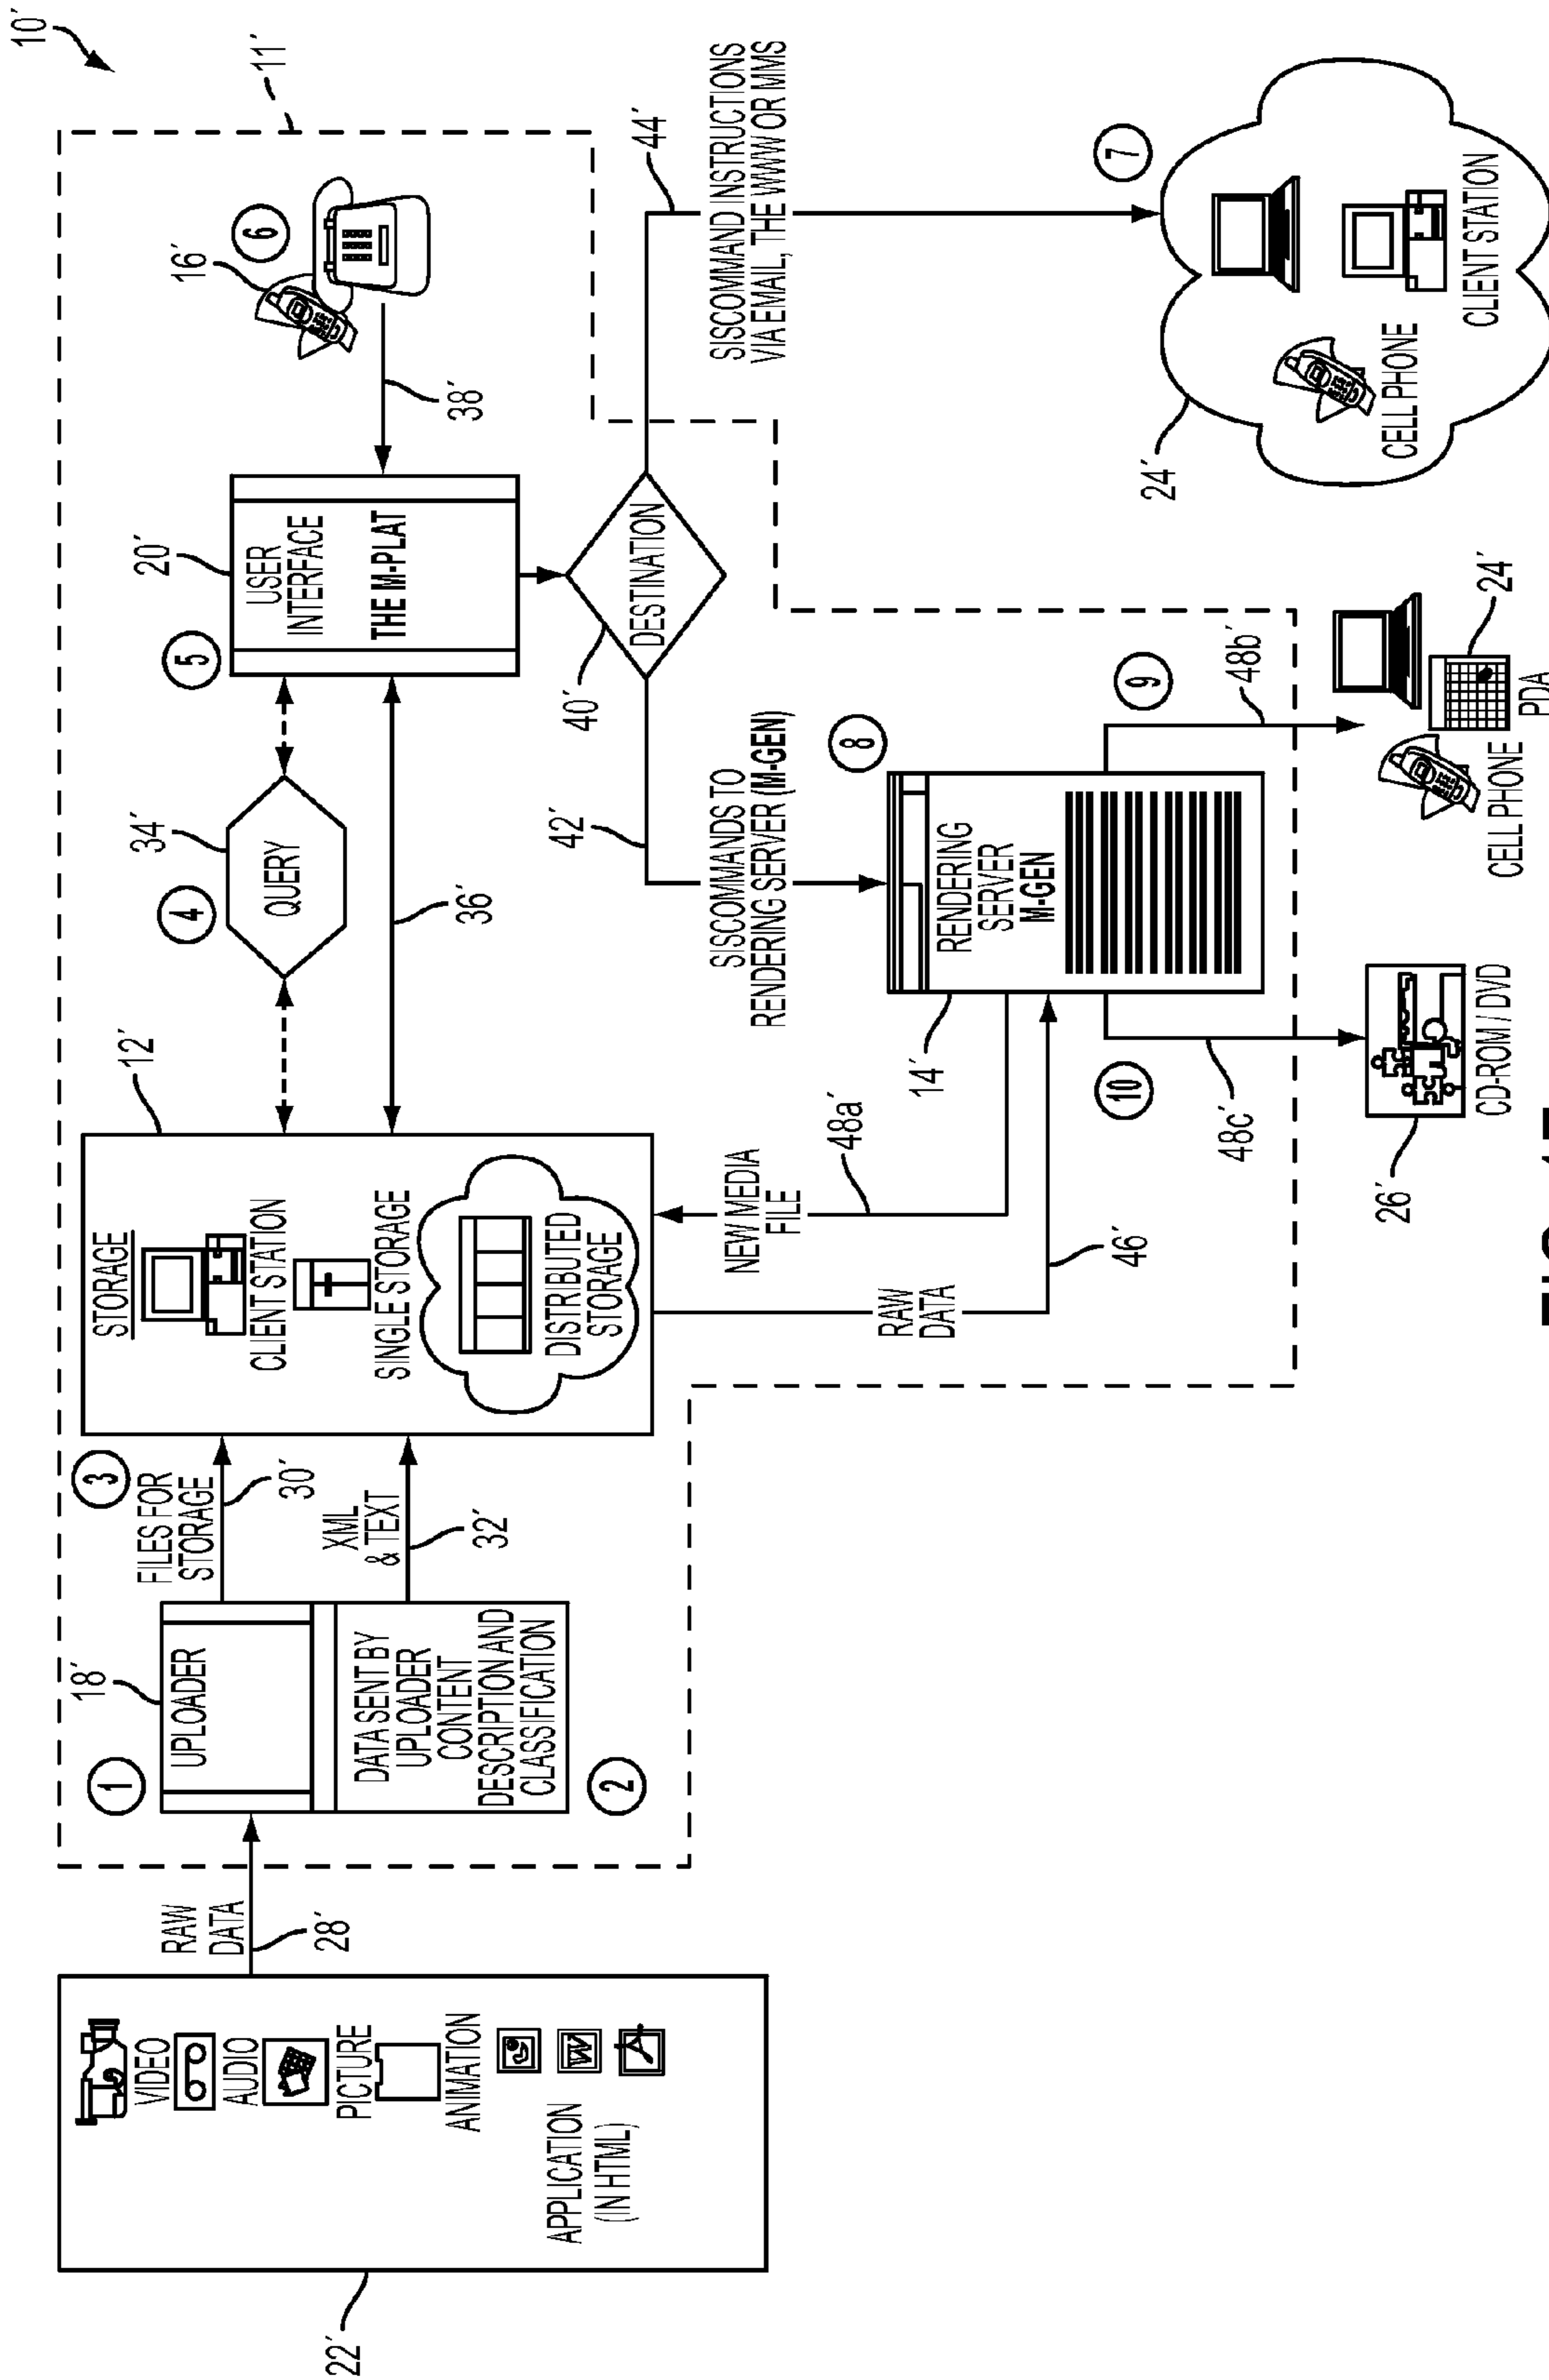 10′
11′
22′
VIDEO
AUDIO
PICTURE
ANIMATION
APPLICATION
(IN HTML)
RAW
DATA
28′
1
18′
UPLOADER
DATA SENT BY
UPLOADER
CONTENT
DESCRIPTION AND
CLASSIFICATION
2
3
FILES FOR
STORAGE
30′
XML
& TEXT
32′
12′
STORAGE
CLIENT STATION
SINGLE STORAGE
DISTRIBUTED
STORAGE
4
34′
QUERY
36′
5
20′
USER
INTERFACE
THE M-PLAT
16′
6
38′
40′
DESTINATION
42′
SISCOMMANDS TO
RENDERING SERVER (M-GEN)
44′
SISCOMMAND INSTRUCTIONS
VIA EMAIL, THE WWW OR MMS
NEW MEDIA
FILE
48a′
RAW
DATA
46′
14′
8
RENDERING
SERVER
M-GEN
9
48b′
10
48c′
26′
CD-ROM / DVD
CELL PHONE
PDA
24′
7
24′
CELL PHONE
CLIENT STATION